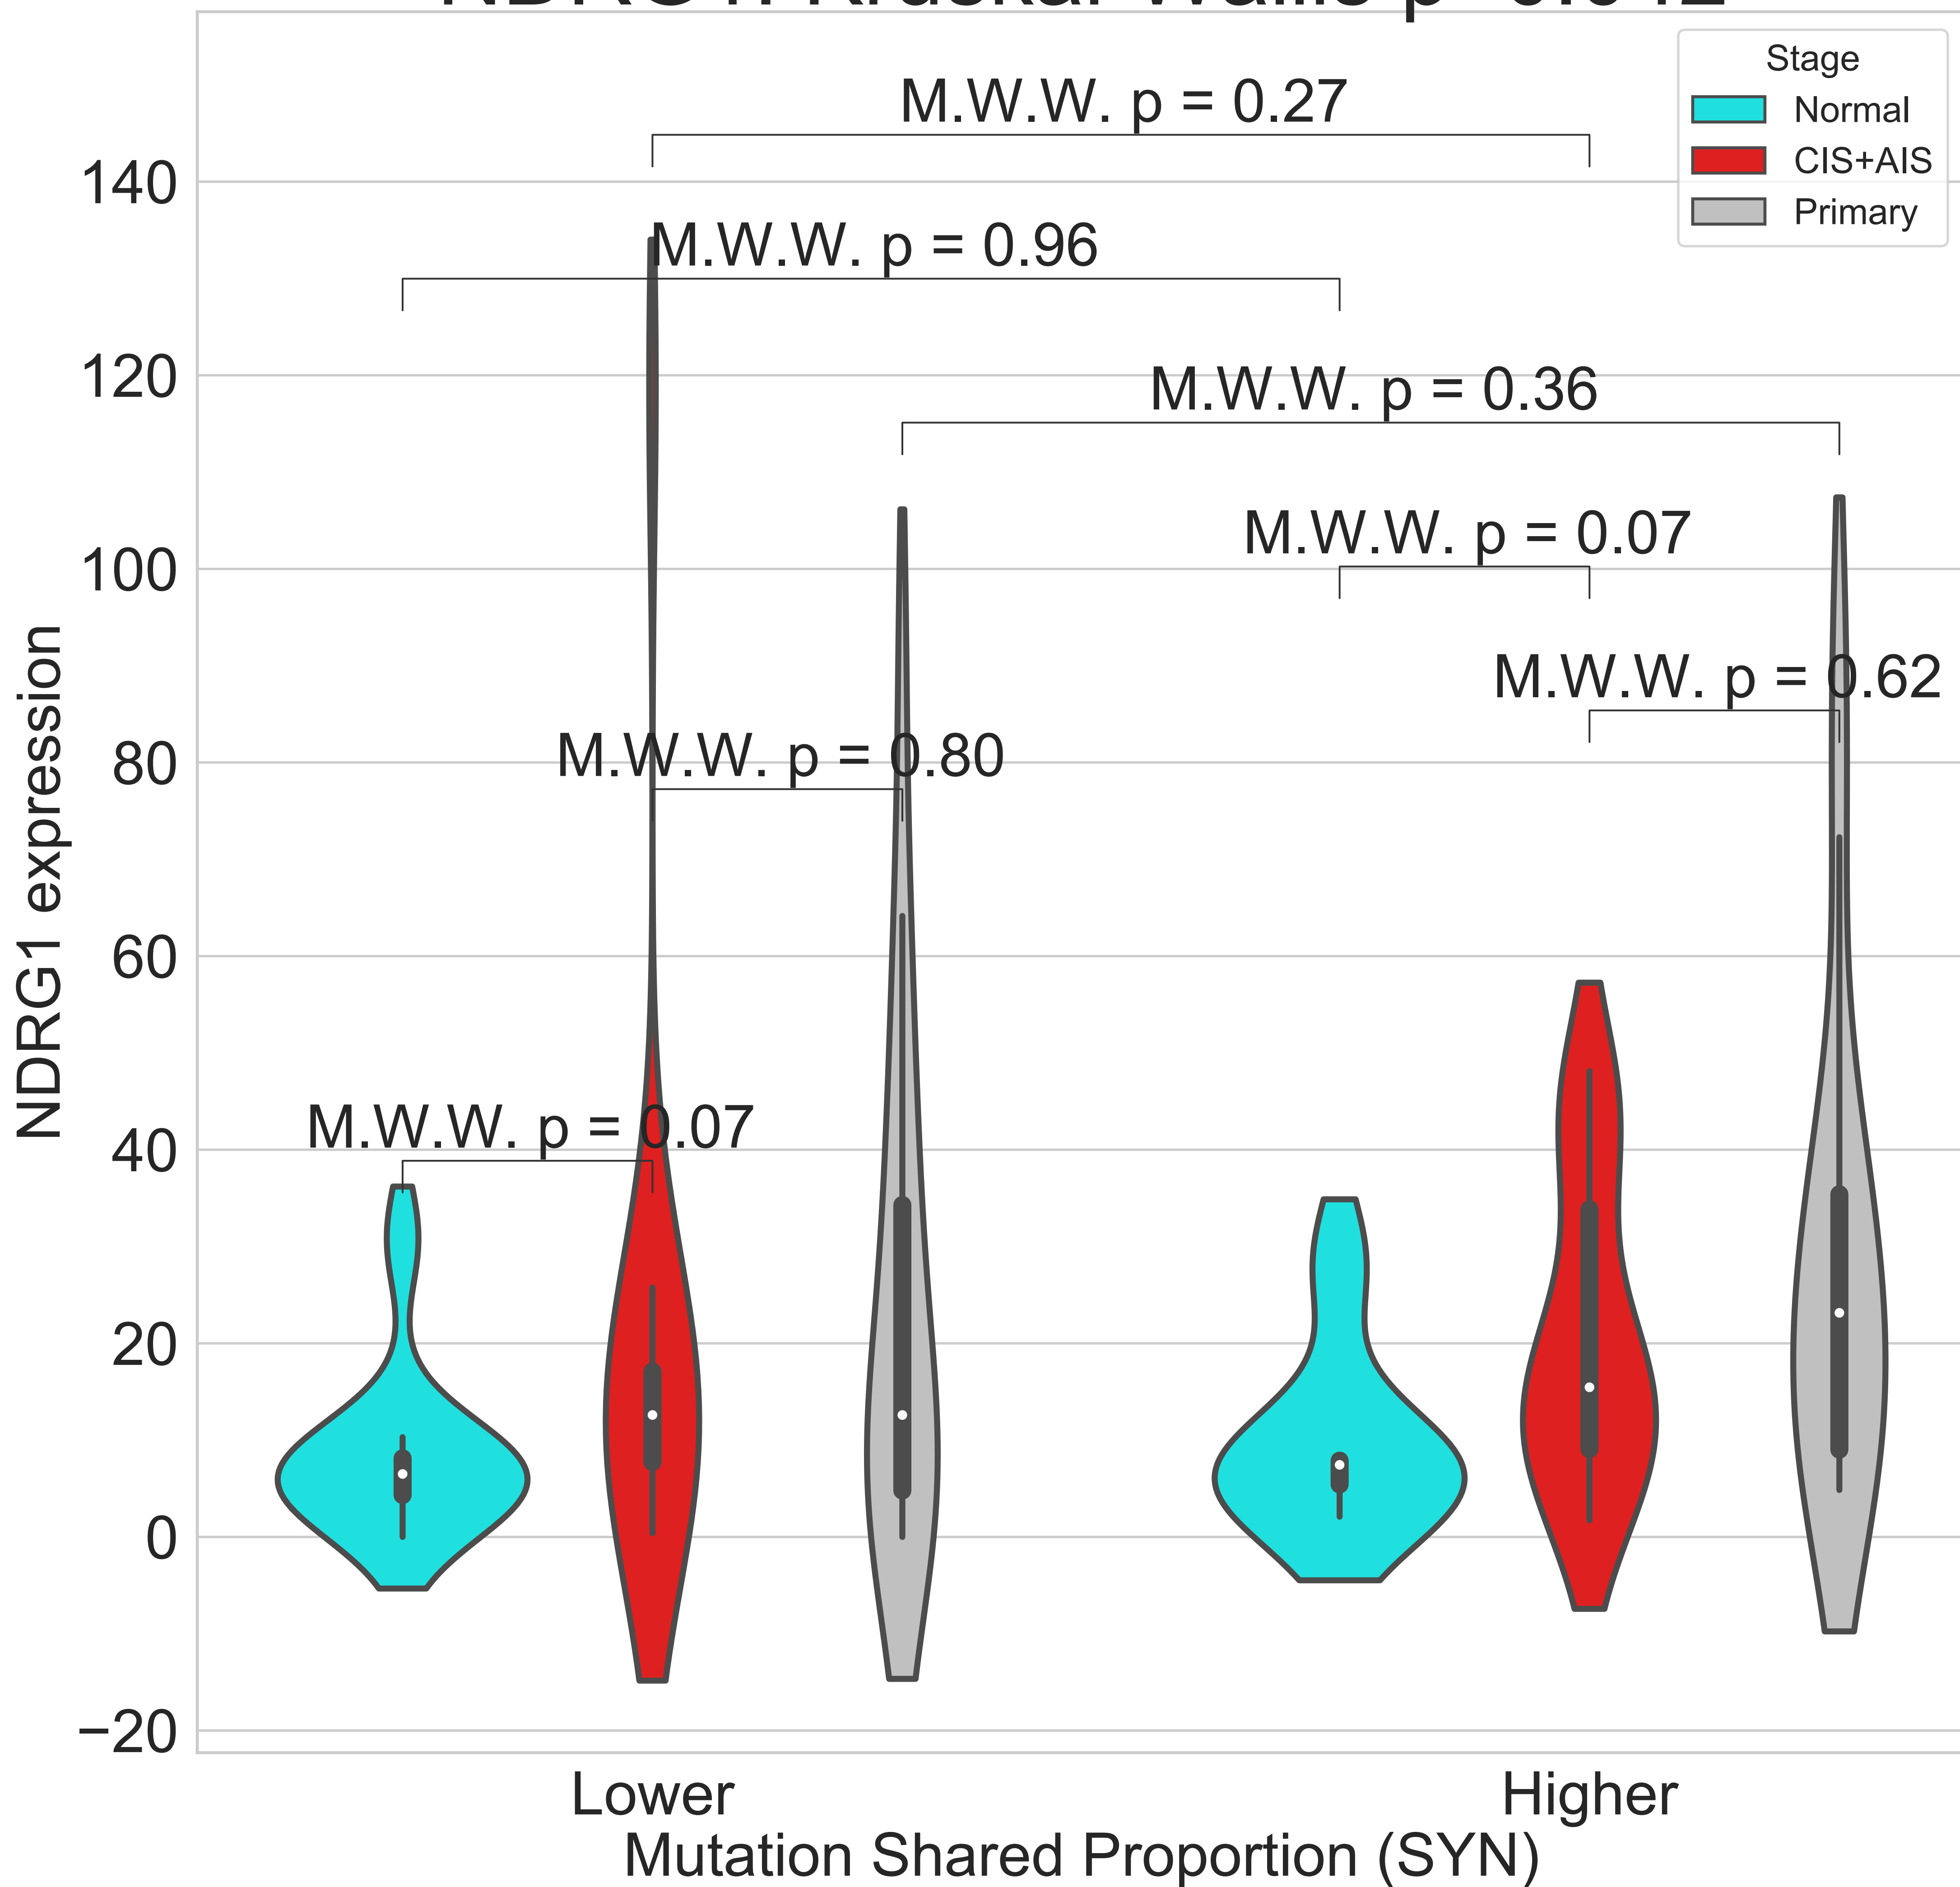 Stage
Normal
CIS+AIS
Primary
M.W.W. p = 0.27
M.W.W. p = 0.96
M.W.W. p = 0.36
M.W.W. p = 0.07
M.W.W. p = 0.62
M.W.W. p = 0.80
M.W.W. p = 0.07
140
120
100
80
60
40
20
0
−20
NDRG1 expression
Lower
Higher
Mutation Shared Proportion (SYN)